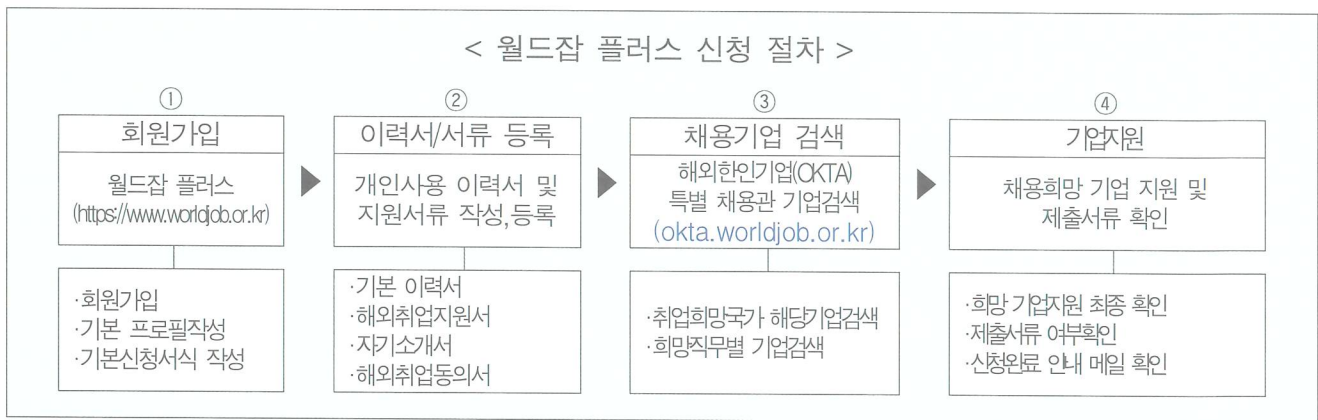 < 월드잡 플러스 신청 절차 >
①
회원가입
월드잡 플러스
(https://www.worldjob.or.kr)
·회원가입
·기본 프로필작성
·기본신청서식 작성
②
이력서/서류 등록
개인사용 이력서 및
지원서류 작성,등록
·기본 이력서
·해외취업지원서
·자기소개서
·해외취업동의서
③
채용기업 검색
해외한인기업(OKTA)
특별 채용관 기업검색
(okta.worldjob.or.kr)
·취업희망국가 해당기업검색
·희망직무별 기업검색
④
기업지원
채용희망 기업 지원 및
제출서류 확인
·희망 기업지원 최종 확인
·제출서류 여부확인
·신청완료 안내 메일 확인